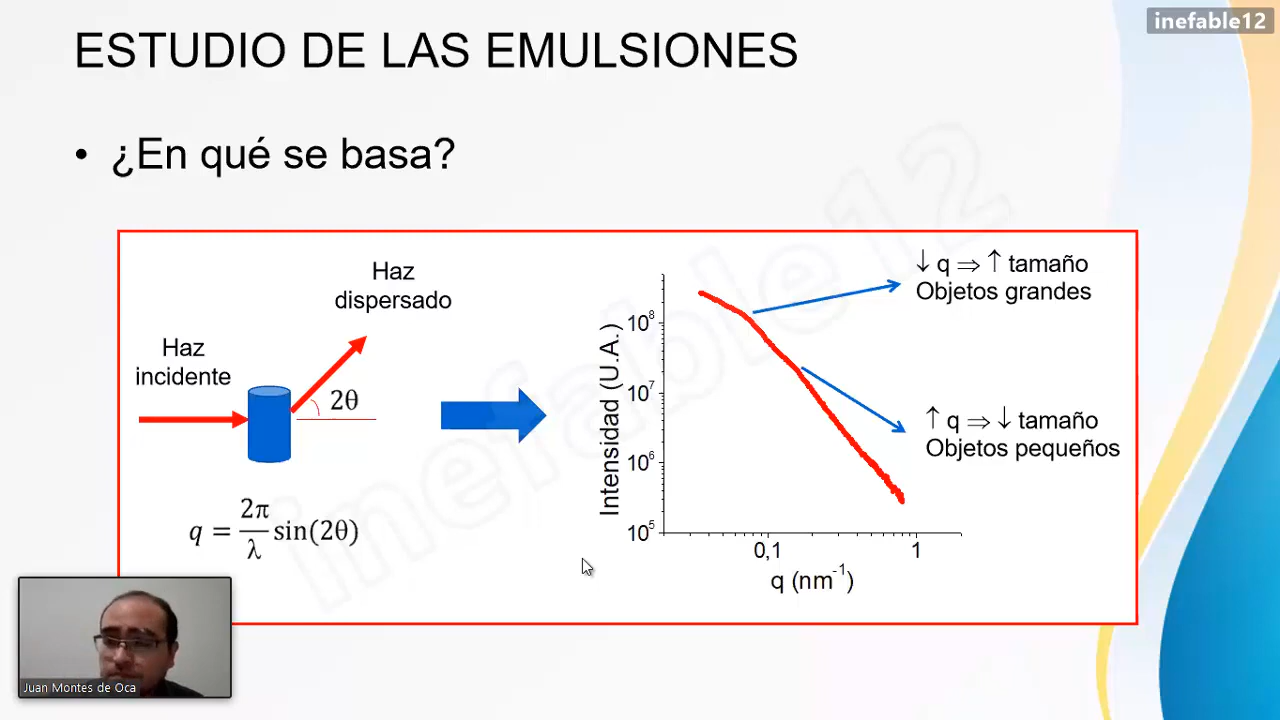 inefable12
ESTUDIO DE LAS EMULSIONES
• ¿En qué se basa?
Haz
dispersado
Haz
incidente
2θ
q = 2π/λ sin(2θ)
Intensidad (U.A.)
10⁸
10⁷
10⁶
10⁵
0,1
1
q (nm⁻¹)
↓ q ⇒ ↑ tamaño
Objetos grandes
↑ q ⇒ ↓ tamaño
Objetos pequeños
inefable12
Juan Montes de Oca